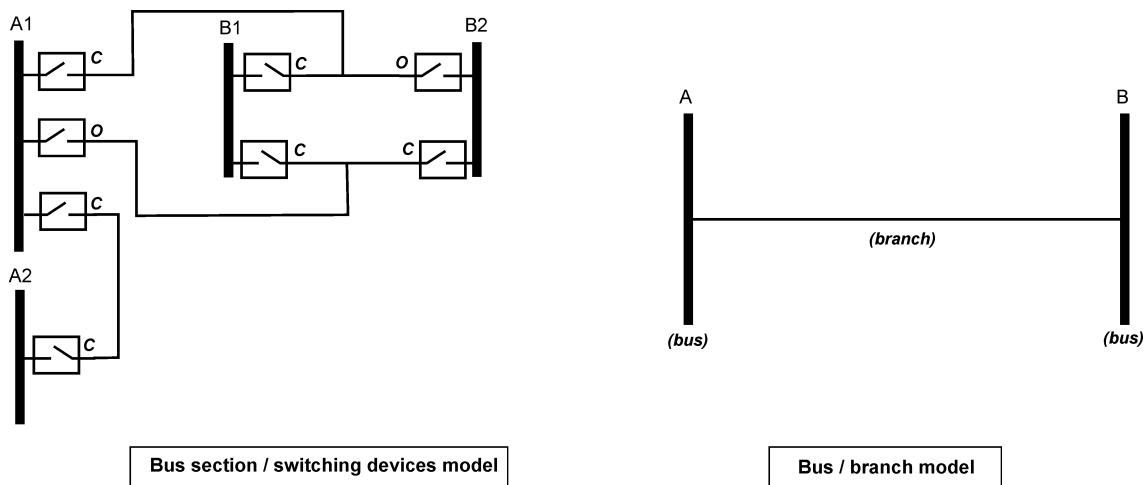 A1
B1
B2
C
C
O
O
C
C
C
A2
C
A
B
(branch)
(bus)
(bus)
Bus section / switching devices model
Bus / branch model